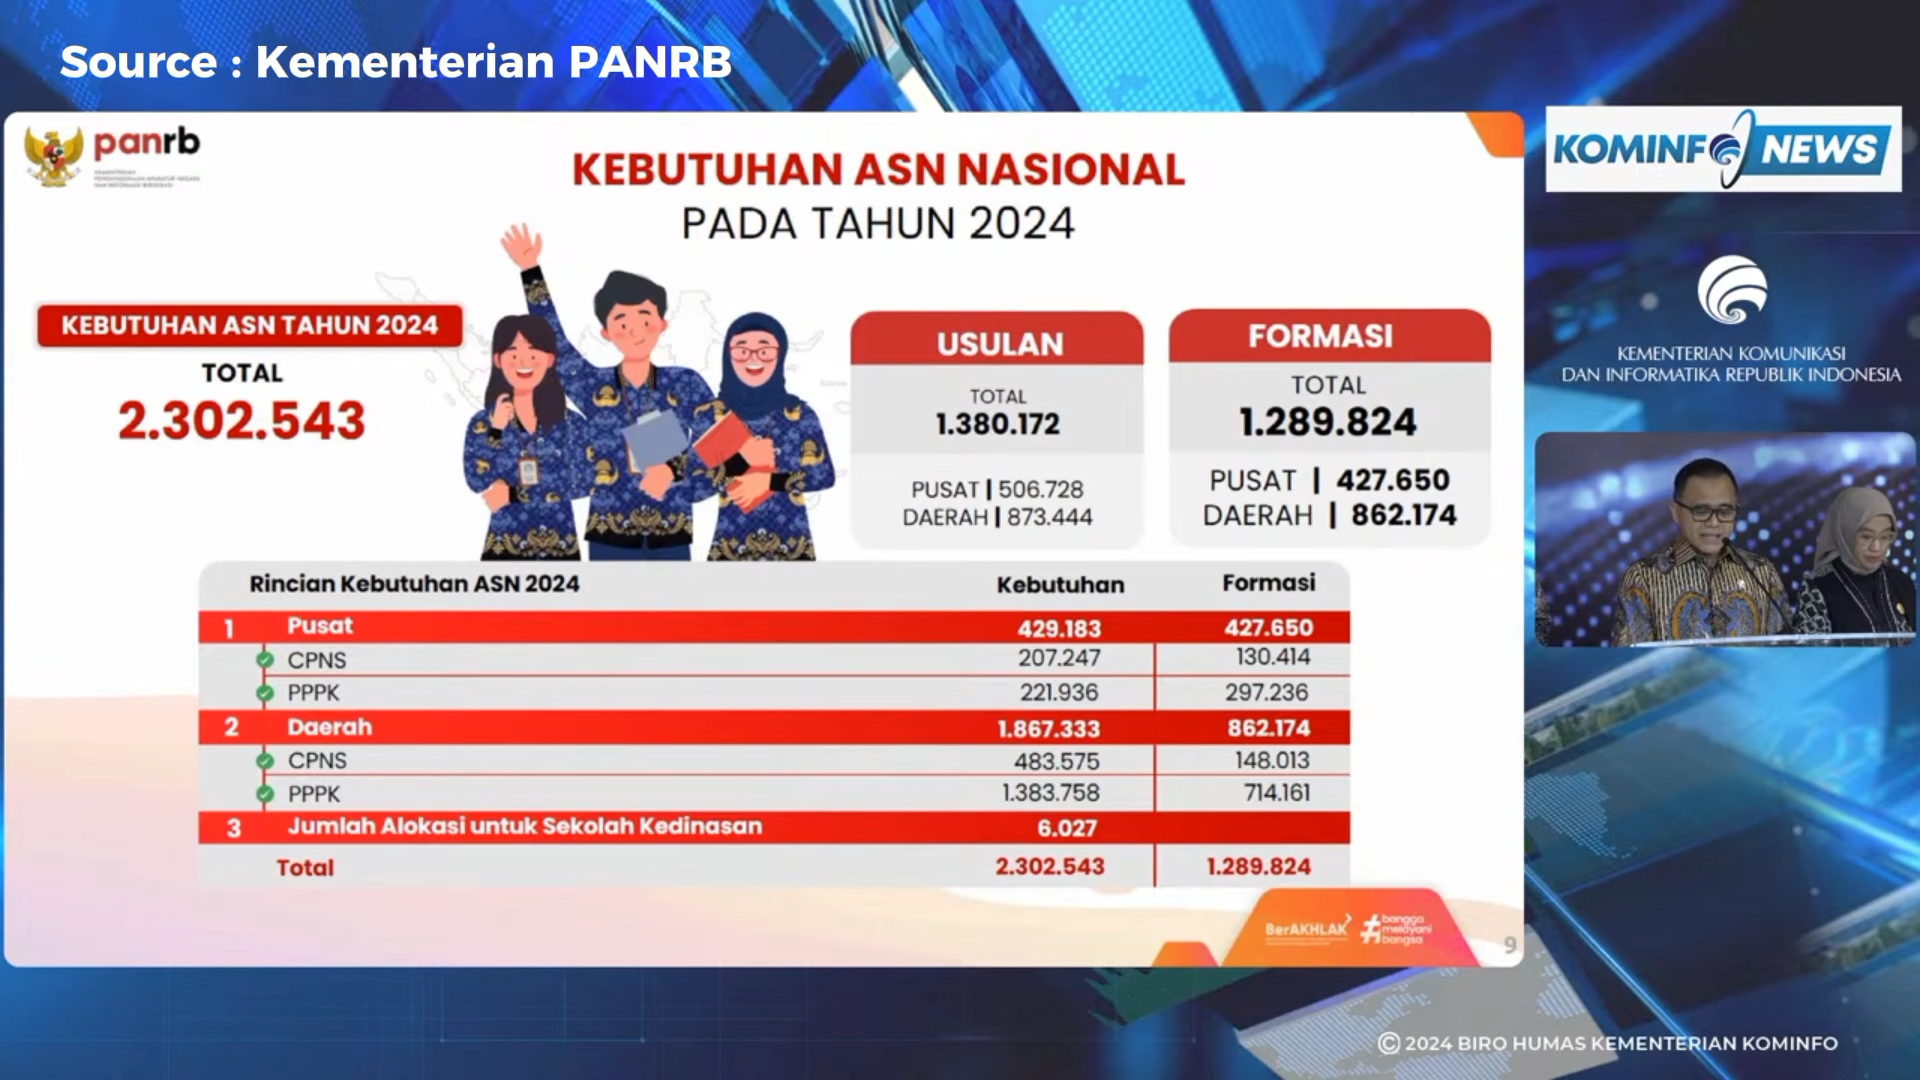 Source : Kementerian PANRB
panrb
KEBUTUHAN ASN NASIONAL
PADA TAHUN 2024
KEBUTUHAN ASN TAHUN 2024
TOTAL
2.302.543
USULAN
TOTAL
1.380.172
PUSAT | 506.728
DAERAH | 873.444
FORMASI
TOTAL
1.289.824
PUSAT | 427.650
DAERAH | 862.174
Rincian Kebutuhan ASN 2024 Kebutuhan Formasi
1 Pusat 429.183 427.650
CPNS 207.247 130.414
PPPK 221.936 297.236
2 Daerah 1.867.333 862.174
CPNS 483.575 148.013
PPPK 1.383.758 714.161
3 Jumlah Alokasi untuk Sekolah Kedinasan 6.027
Total 2.302.543 1.289.824
BerAKHLAK
#bangga
melayani
bangsa
9
KOMINFO NEWS
KEMENTERIAN KOMUNIKASI
DAN INFORMATIKA REPUBLIK INDONESIA
© 2024 BIRO HUMAS KEMENTERIAN KOMINFO